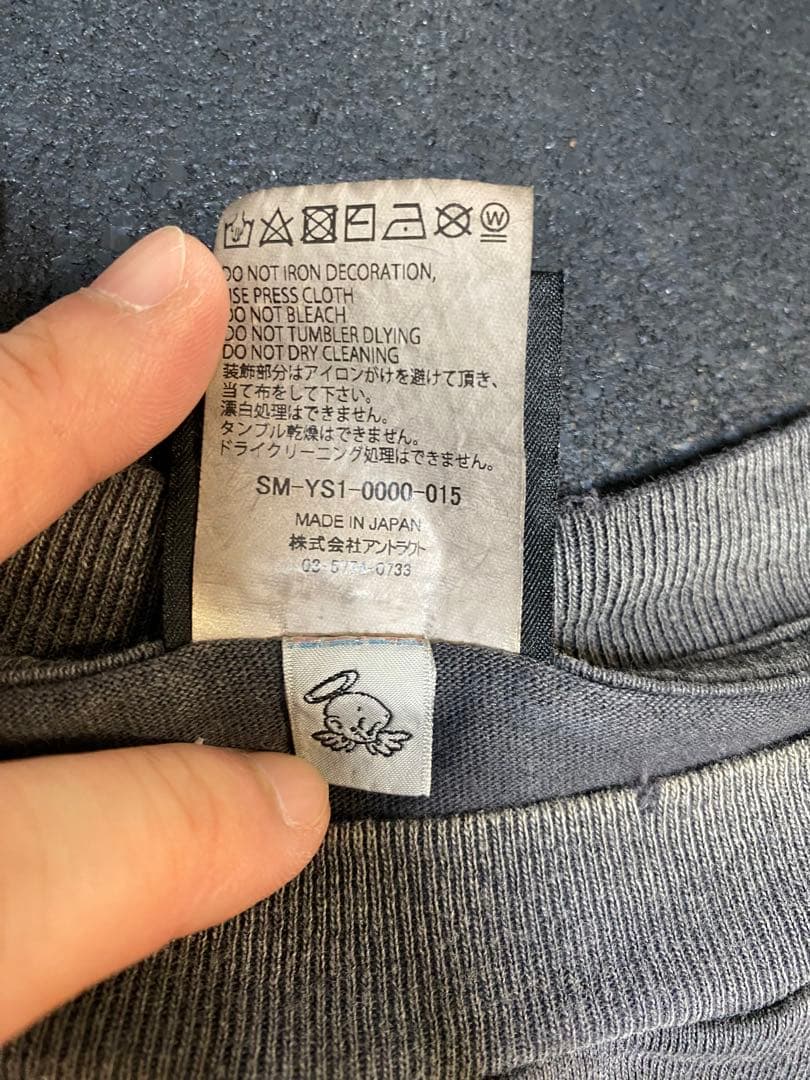 W
DO NOT IRON DECORATION,
USE PRESS CLOTH
DO NOT BLEACH
DO NOT TUMBLER DLYING
DO NOT DRY CLEANING
装飾部分はアイロンがけを避けて頂き、
当て布をして下さい。
漂白処理はできません。
タンブル乾燥はできません。
ドライクリーニング処理はできません。
SM-YS1-0000-015
MADE IN JAPAN
株式会社アントラクト
03-5774-0733